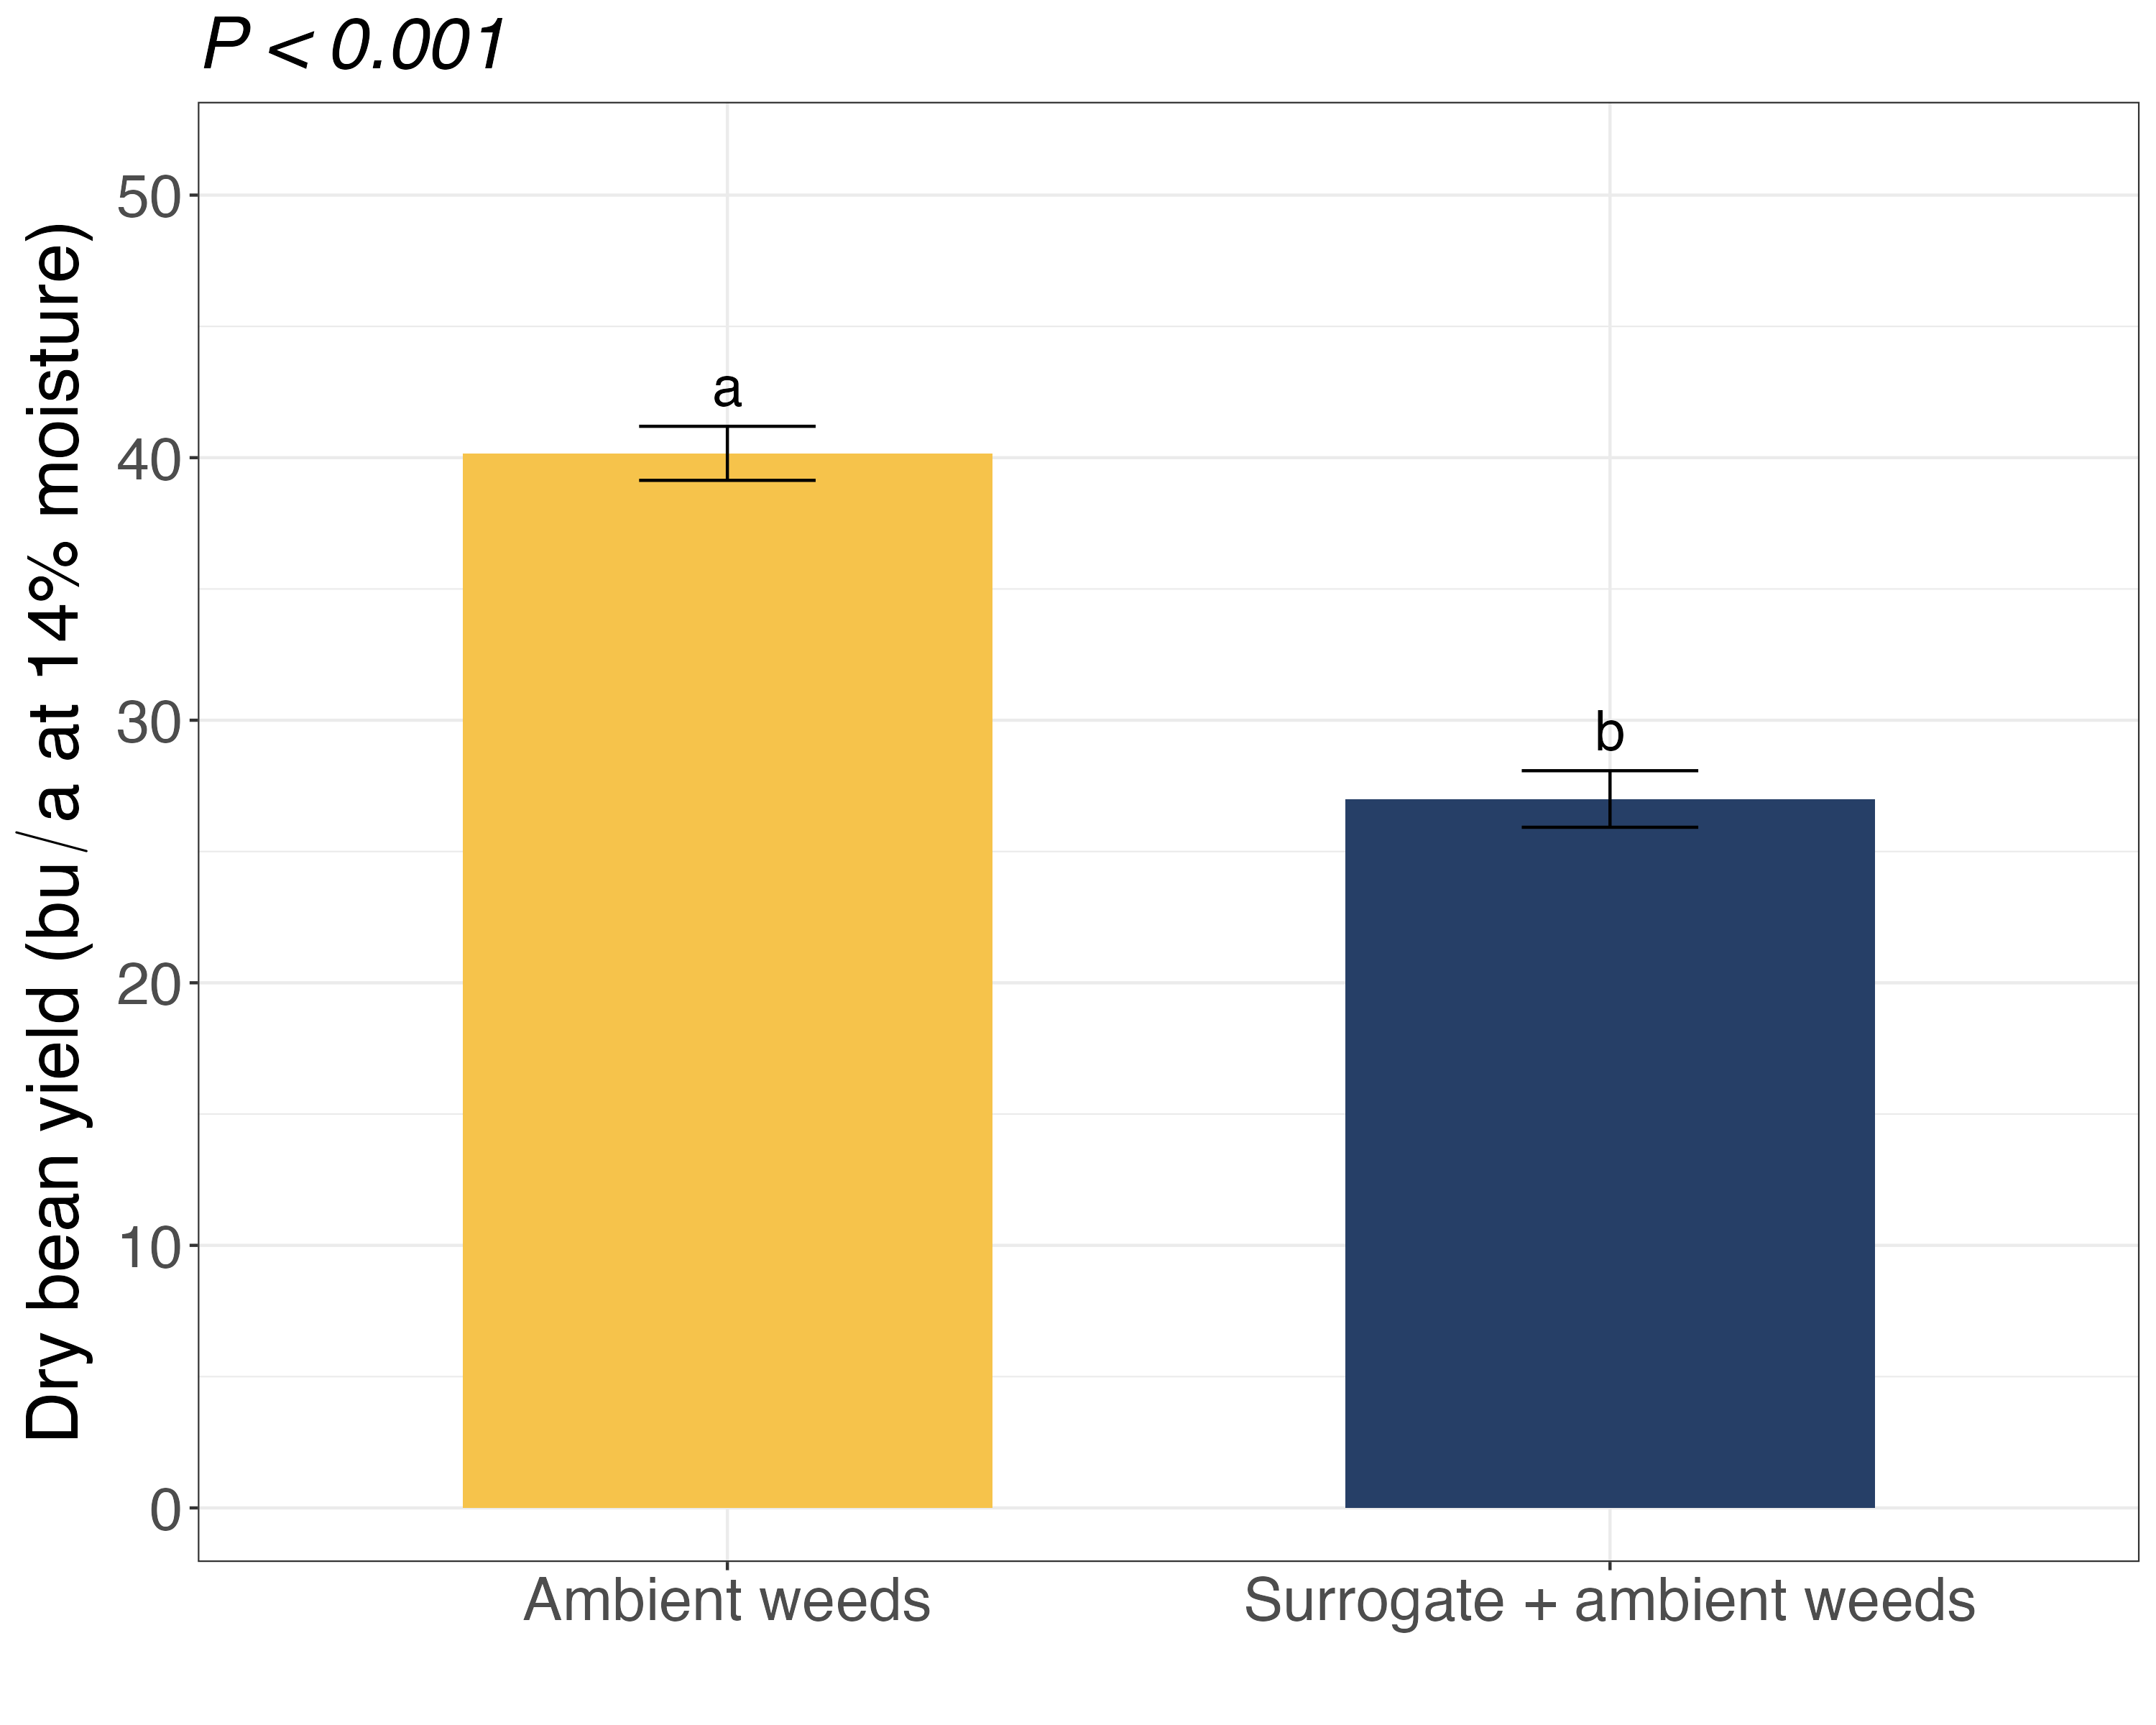 P < 0.001
Dry bean yield (bu/a at 14% moisture)
50
40
30
20
10
0
a
b
Ambient weeds
Surrogate + ambient weeds